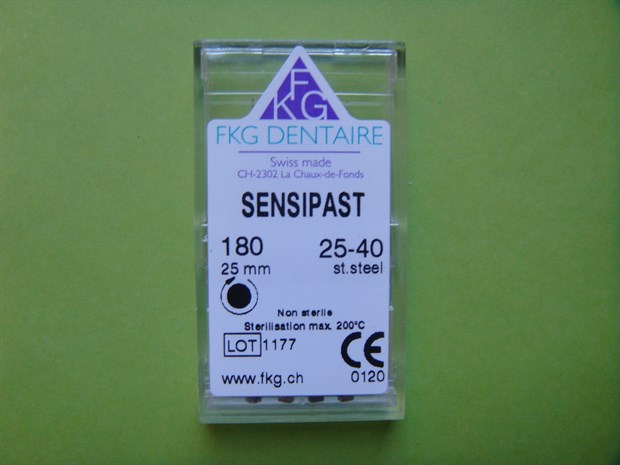 F
KG
FKG DENTAIRE
Swiss made
CH-2302 La Chaux-de-Fonds
SENSIPAST
180 25-40
25 mm st.steel
Non sterile
Sterilisation max. 200°C
LOT 1177 CE
www.fkg.ch 0120